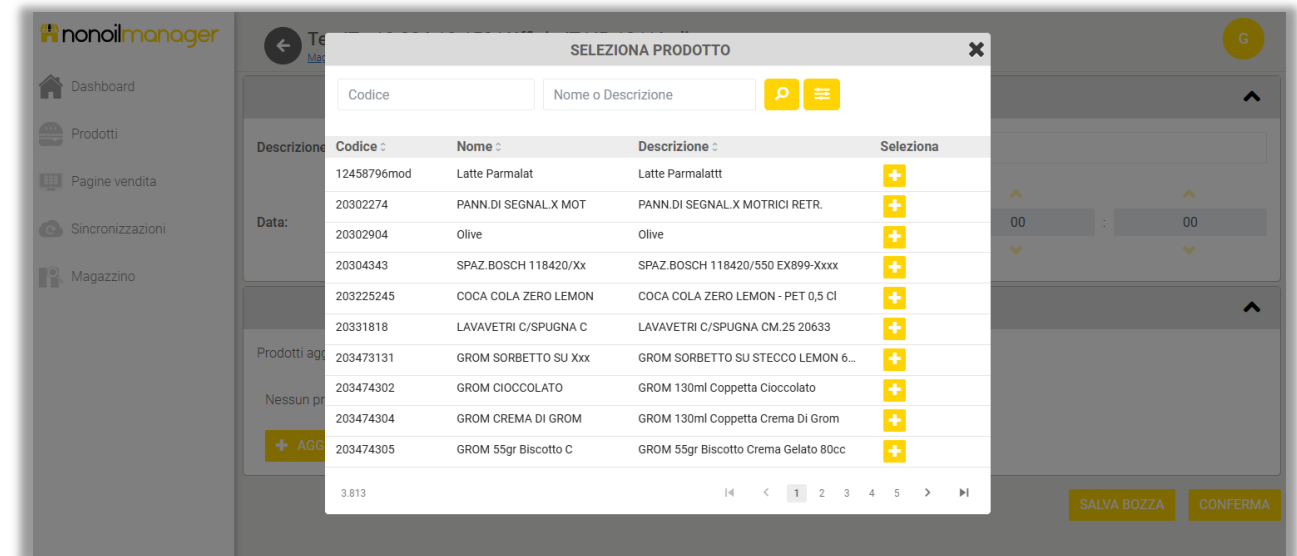 nonoilmanager
G
SELEZIONA PRODOTTO
Dashboard
Prodotti
Pagine vendita
Sincronizzazioni
Magazzino
Codice Nome o Descrizione
Descrizione
Data:
00 : 00
Codice Nome Descrizione Seleziona
12458796mod Latte Parmalat Latte Parmalattt
20302274 PANN.DI SEGNAL.X MOT PANN.DI SEGNAL.X MOTRICI RETR.
20302904 Olive Olive
20304343 SPAZ.BOSCH 118420/Xx SPAZ.BOSCH 118420/550 EX899-Xxxx
203225245 COCA COLA ZERO LEMON COCA COLA ZERO LEMON - PET 0,5 Cl
20331818 LAVAVETRI C/SPUGNA C LAVAVETRI C/SPUGNA CM.25 20633
203473131 GROM SORBETTO SU Xxx GROM SORBETTO SU STECCO LEMON 6...
203474302 GROM CIOCCOLATO GROM 130ml Coppetta Cioccolato
203474304 GROM CREMA DI GROM GROM 130ml Coppetta Crema Di Grom
203474305 GROM 55gr Biscotto C GROM 55gr Biscotto Crema Gelato 80cc
3.813 1 2 3 4 5
Prodotti agg
Nessun pr
AGG
SALVA BOZZA CONFERMA